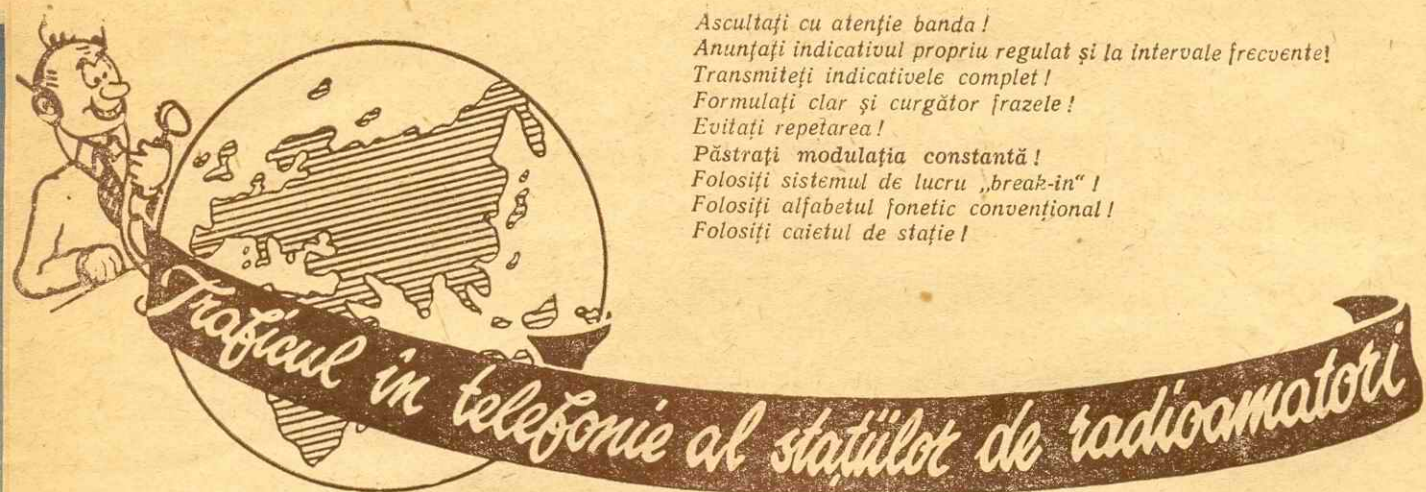 Ascultați cu atenție banda !
Anunțați indicativul propriu regulat și la intervale frecvente!
Transmiteți indicativele complet !
Formulați clar și curgător frazele !
Evitați repetarea !
Păstrați modulația constantă !
Folosiți sistemul de lucru „break-in“ !
Folosiți alfabetul fonetic convențional !
Folosiți caietul de stație !
Traficul in telefonie al stațiilor de radioamatori